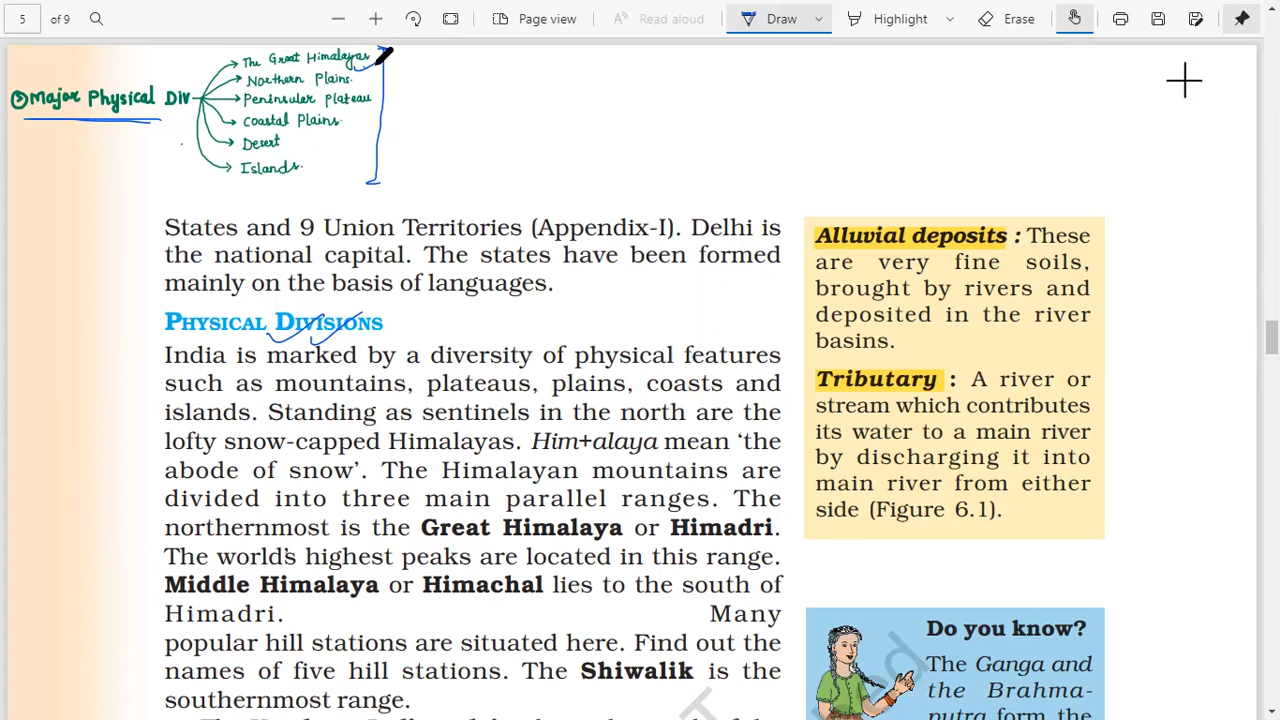 5 of 9 Page view Read aloud Draw Highlight Erase
The Great Himalayas
Northern Plains.
Major Physical Div
Peninsuler Plateau
Coastal Plains.
Desert
Islands.
States and 9 Union Territories (Appendix-I). Delhi is
the national capital. The states have been formed
mainly on the basis of languages.
PHYSICAL DIVISIONS
India is marked by a diversity of physical features
such as mountains, plateaus, plains, coasts and
islands. Standing as sentinels in the north are the
lofty snow-capped Himalayas. Him+alaya mean ‘the
abode of snow’. The Himalayan mountains are
divided into three main parallel ranges. The
northernmost is the Great Himalaya or Himadri.
The world’s highest peaks are located in this range.
Middle Himalaya or Himachal lies to the south of
Himadri. Many
popular hill stations are situated here. Find out the
names of five hill stations. The Shiwalik is the
southernmost range.
Alluvial deposits : These
are very fine soils,
brought by rivers and
deposited in the river
basins.
Tributary : A river or
stream which contributes
its water to a main river
by discharging it into
main river from either
side (Figure 6.1).
Do you know?
The Ganga and
the Brahma-
putra form the